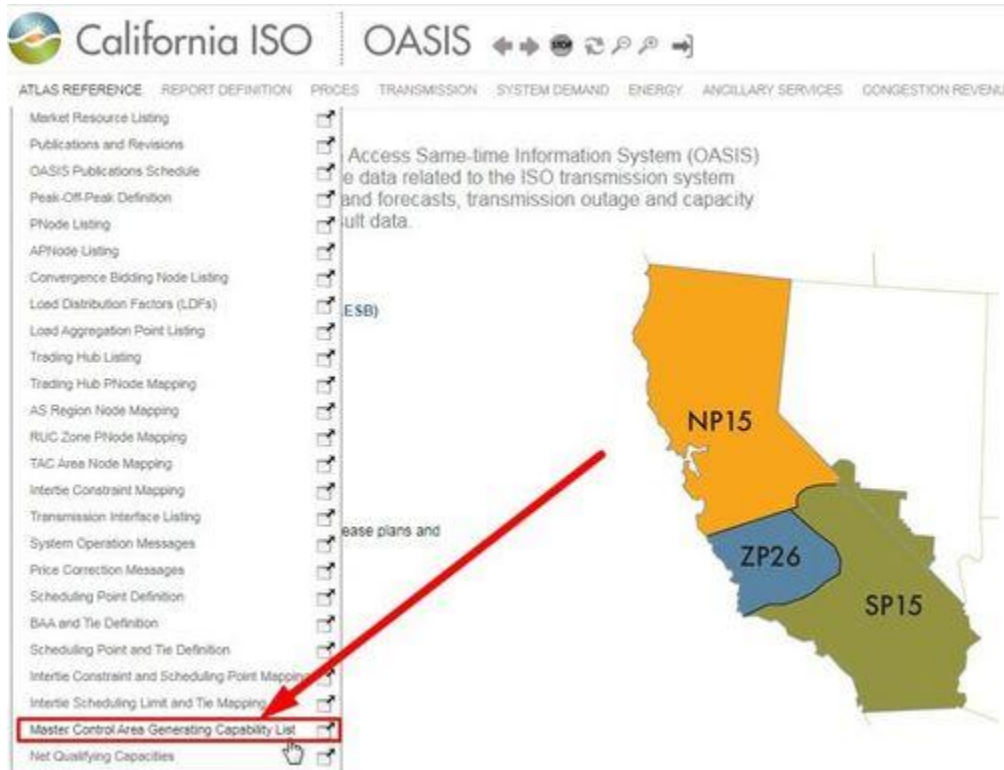 California ISO OASIS
STOP
ATLAS REFERENCE REPORT DEFINITION PRICES TRANSMISSION SYSTEM DEMAND ENERGY ANCILLARY SERVICES CONGESTION REVENU
Market Resource Listing
Publications and Revisions
OASIS Publications Schedule
Peak-Off-Peak Definition
PNode Listing
APNode Listing
Convergence Bidding Node Listing
Load Distribution Factors (LDFs)
Load Aggregation Point Listing
Trading Hub Listing
Trading Hub PNode Mapping
AS Region Node Mapping
RUC Zone PNode Mapping
TAC Area Node Mapping
Intertie Constraint Mapping
Transmission Interface Listing
System Operation Messages
Price Correction Messages
Scheduling Point Definition
BAA and Tie Definition
Scheduling Point and Tie Definition
Intertie Constraint and Scheduling Point Mapping
Intertie Scheduling Limit and Tie Mapping
Master Control Area Generating Capability List
Net Qualifying Capacities
Access Same-time Information System (OASIS)
e data related to the ISO transmission system
and forecasts, transmission outage and capacity
ult data.
ESB)
ease plans and
NP15
ZP26
SP15